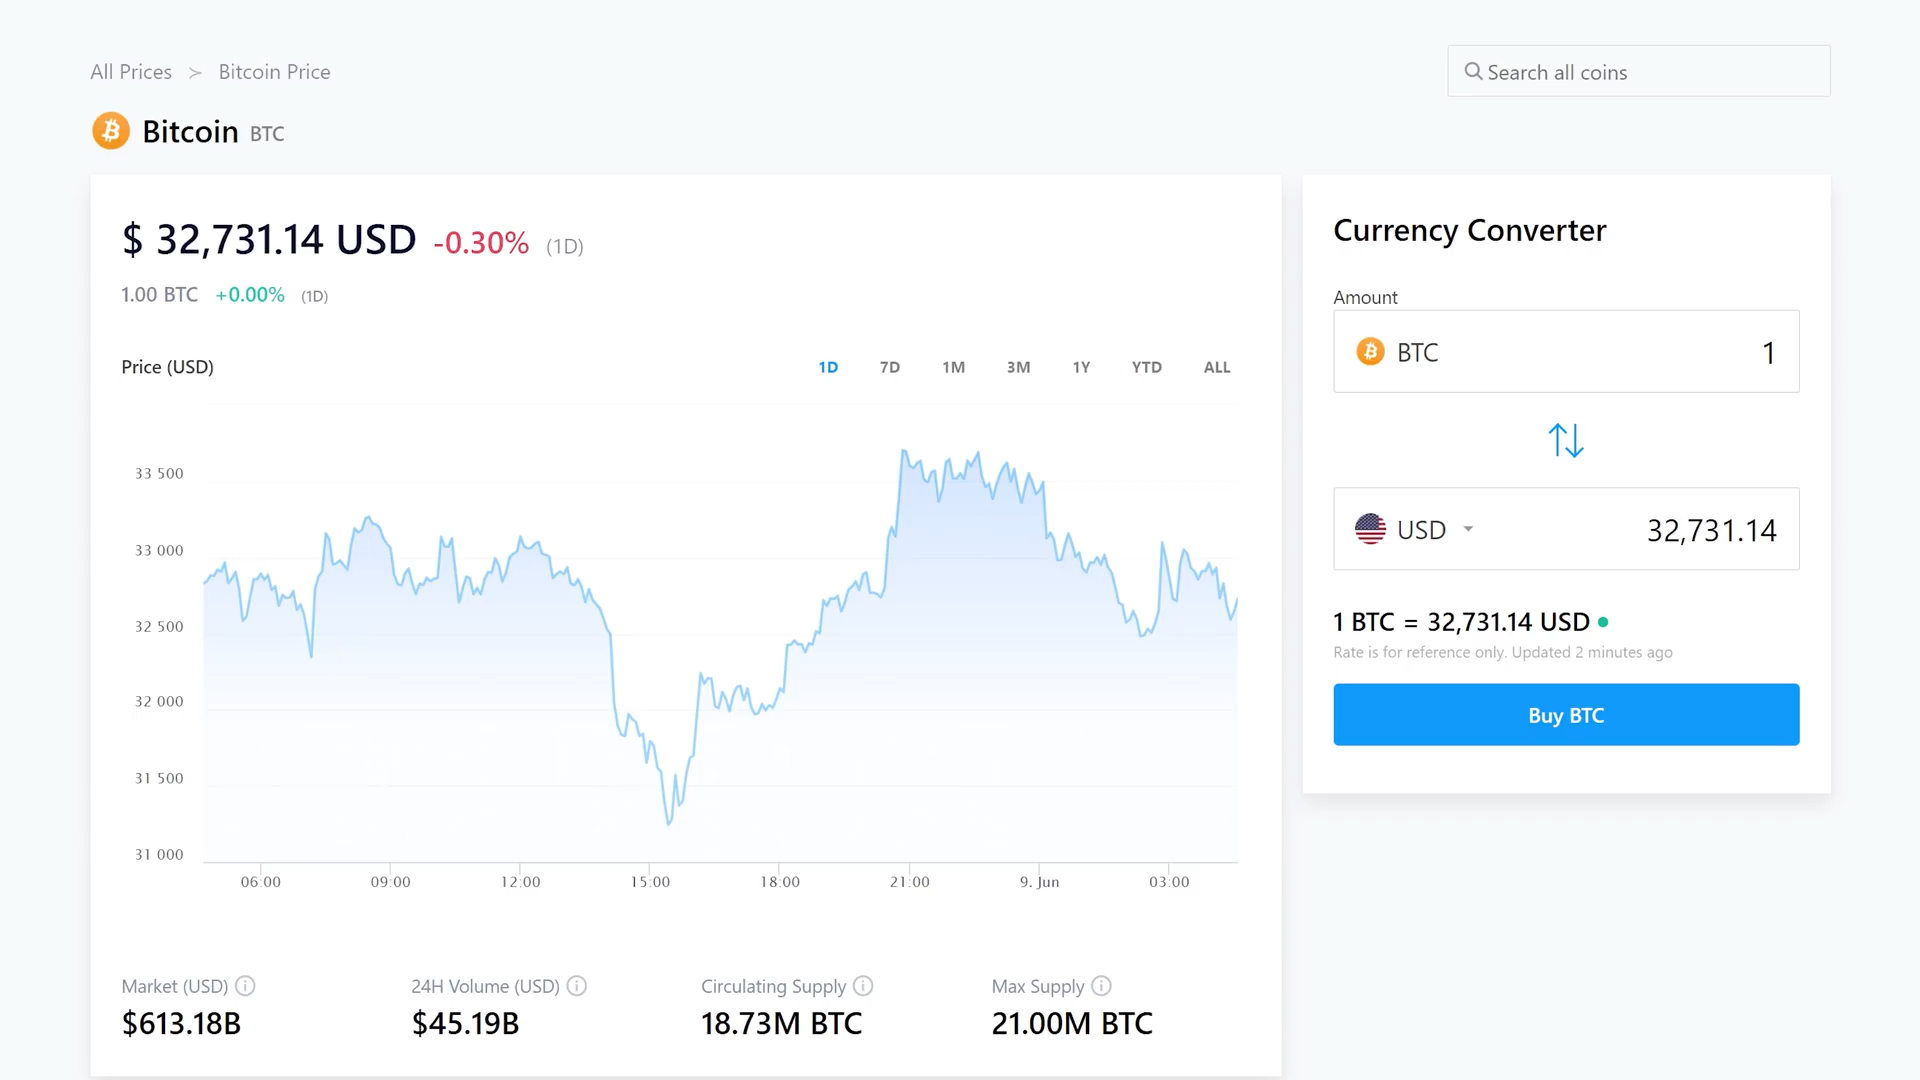 All Prices > Bitcoin Price
Search all coins
Bitcoin BTC
$ 32,731.14 USD -0.30% (1D)
1.00 BTC +0.00% (1D)
Price (USD)
1D 7D 1M 3M 1Y YTD ALL
33 500
33 000
32 500
32 000
31 500
31 000
06:00 09:00 12:00 15:00 18:00 21:00 9. Jun 03:00
Market (USD)
$613.18B
24H Volume (USD)
$45.19B
Circulating Supply
18.73M BTC
Max Supply
21.00M BTC
Currency Converter
Amount
BTC 1
USD 32,731.14
1 BTC = 32,731.14 USD
Rate is for reference only. Updated 2 minutes ago
Buy BTC